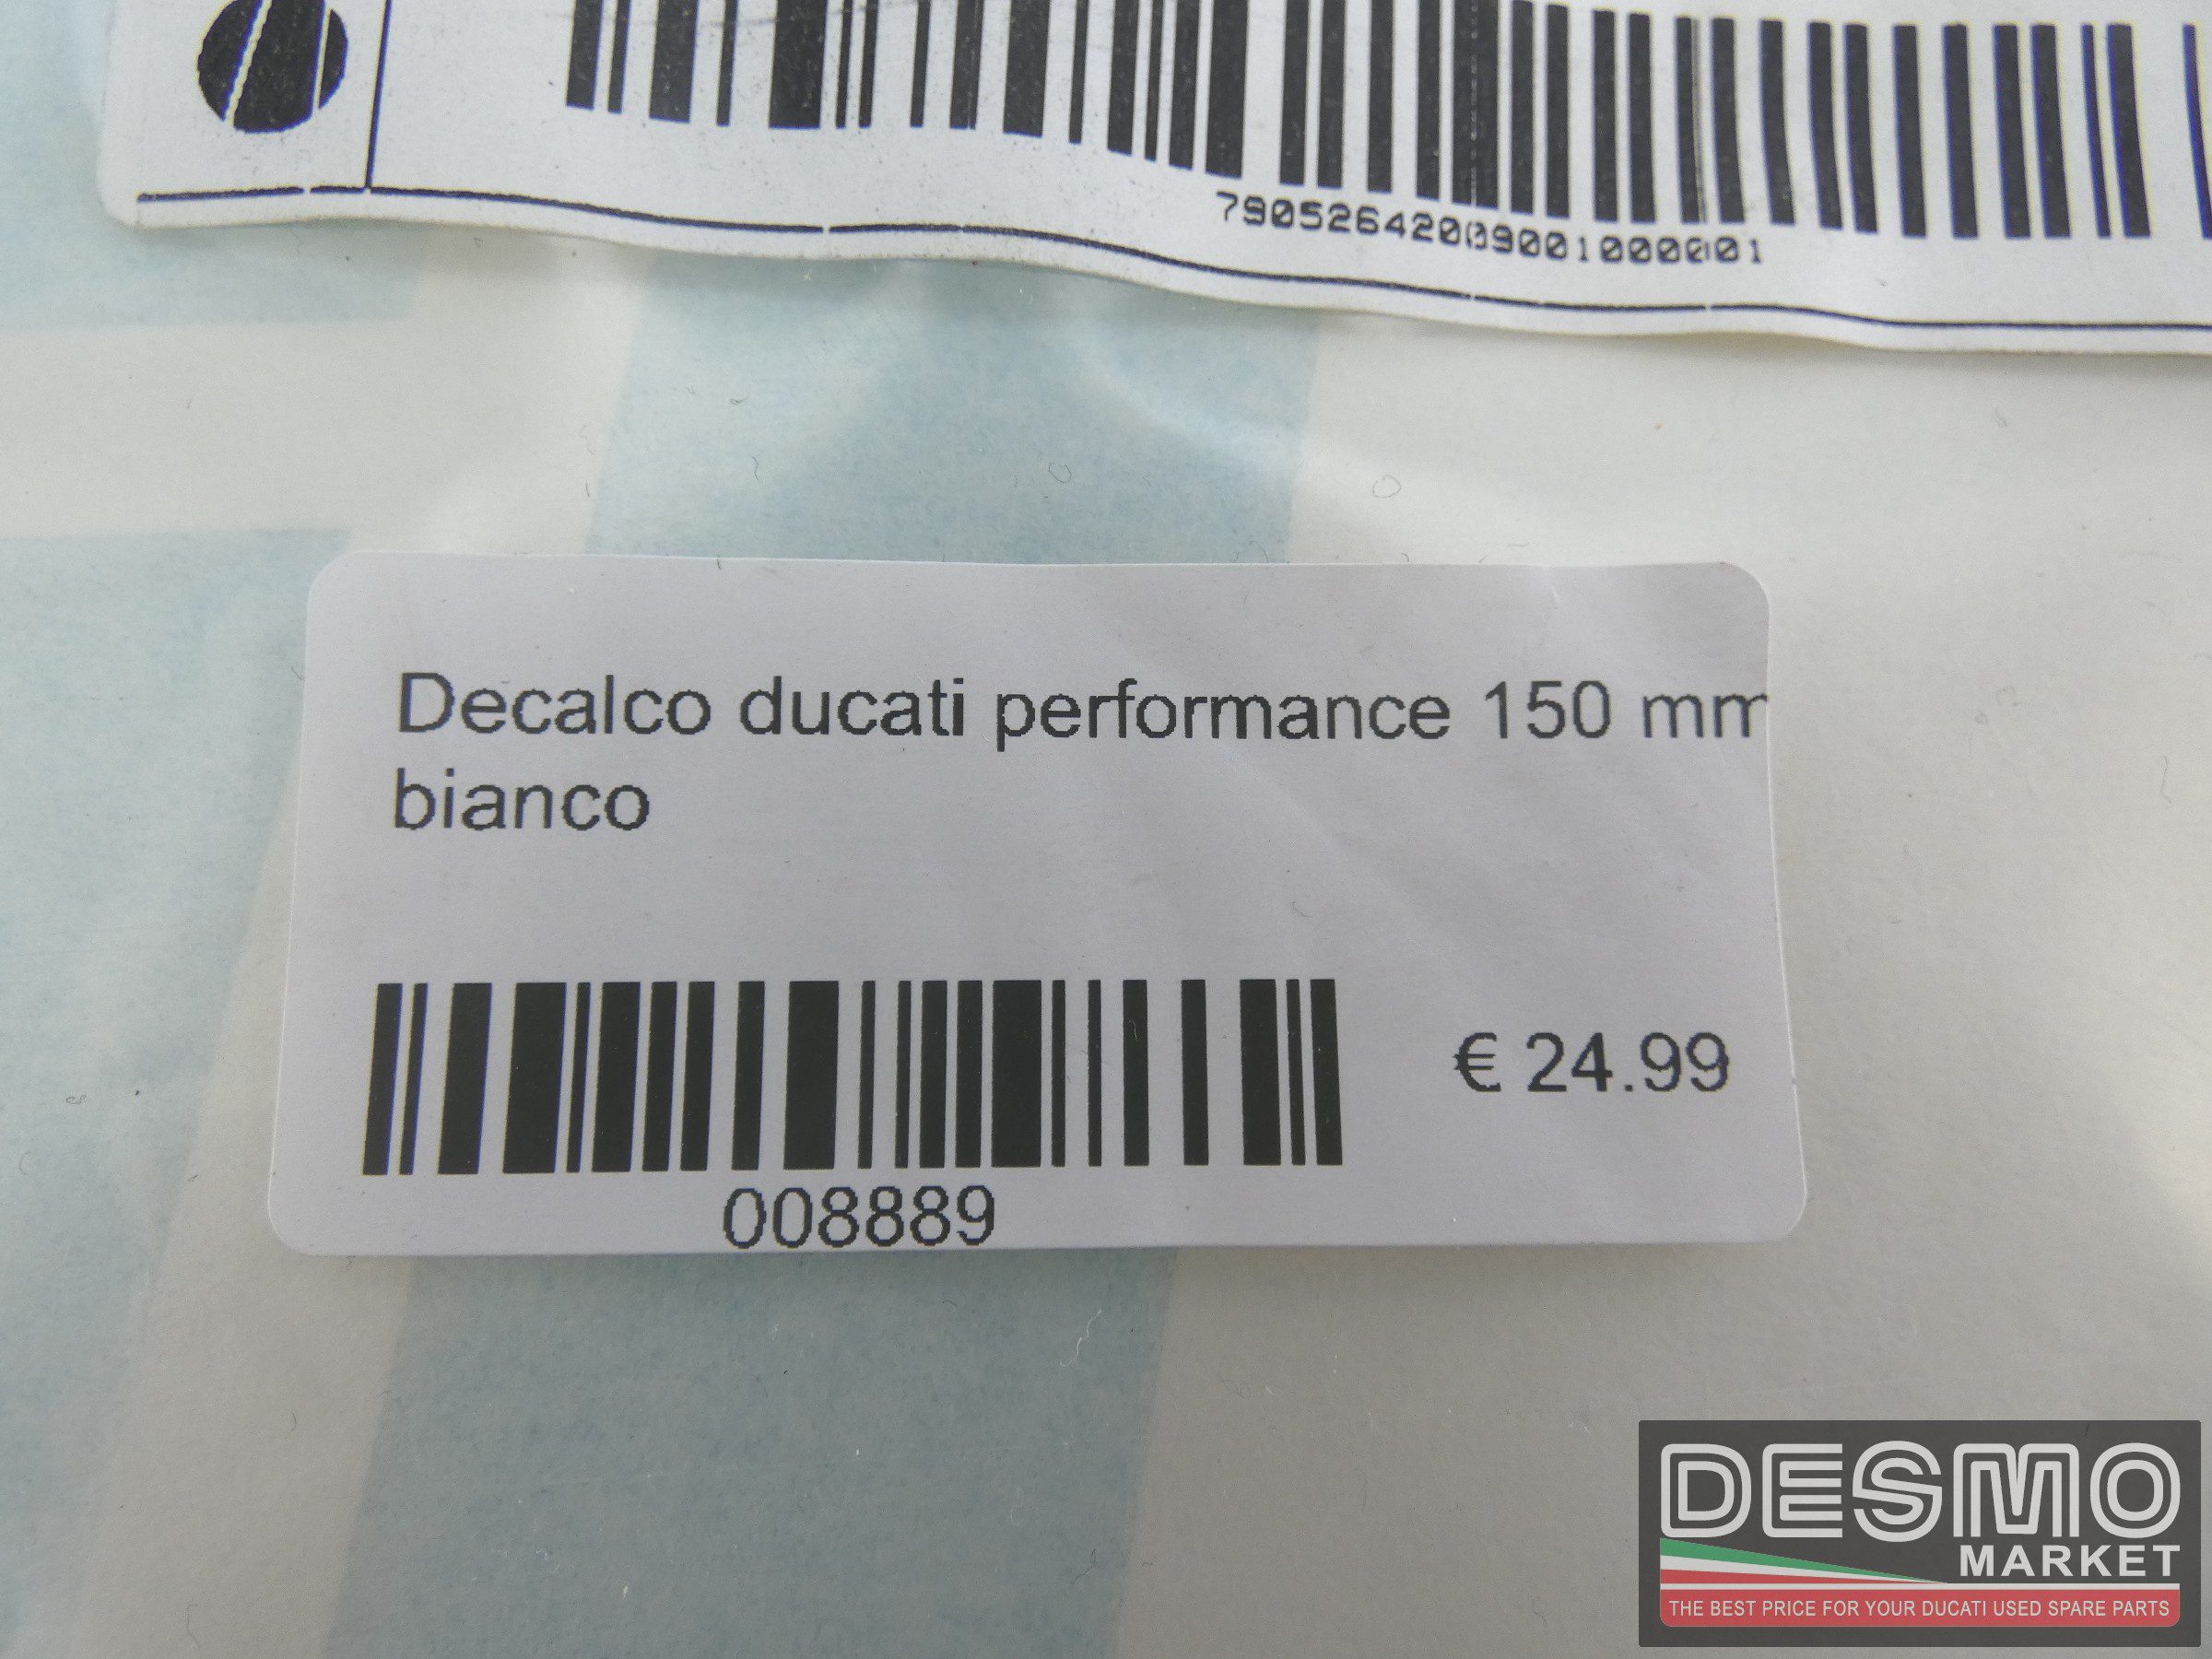 79052642009001000001
Decalco ducati performance 150 mm
bianco
€ 24.99
008889
DESMO
MARKET
THE BEST PRICE FOR YOUR DUCATI USED SPARE PARTS